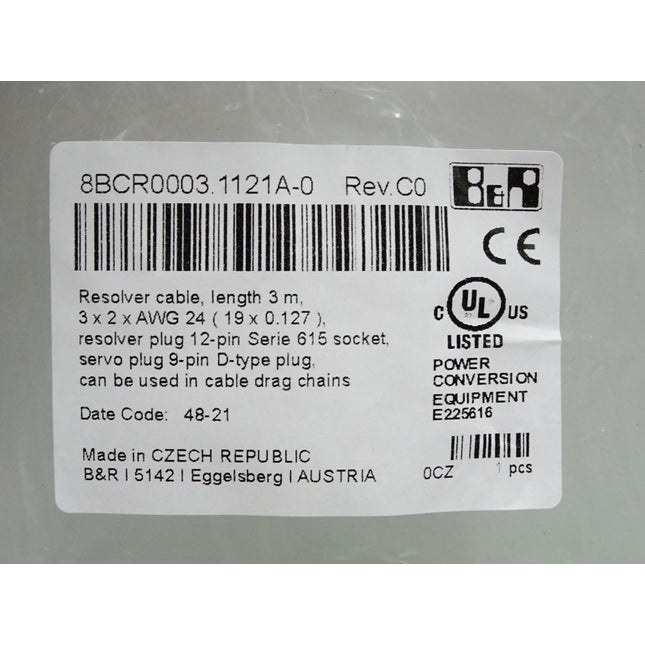 8BCR0003.1121A-0 Rev.C0
B&R
CE
Resolver cable, length 3 m,
3 x 2 x AWG 24 ( 19 x 0.127 ),
resolver plug 12-pin Serie 615 socket,
servo plug 9-pin D-type plug,
can be used in cable drag chains
C UL US
LISTED
POWER
CONVERSION
EQUIPMENT
E225616
Date Code: 48-21
Made in CZECH REPUBLIC
B&R | 5142 | Eggelsberg | AUSTRIA
0CZ 1 pcs